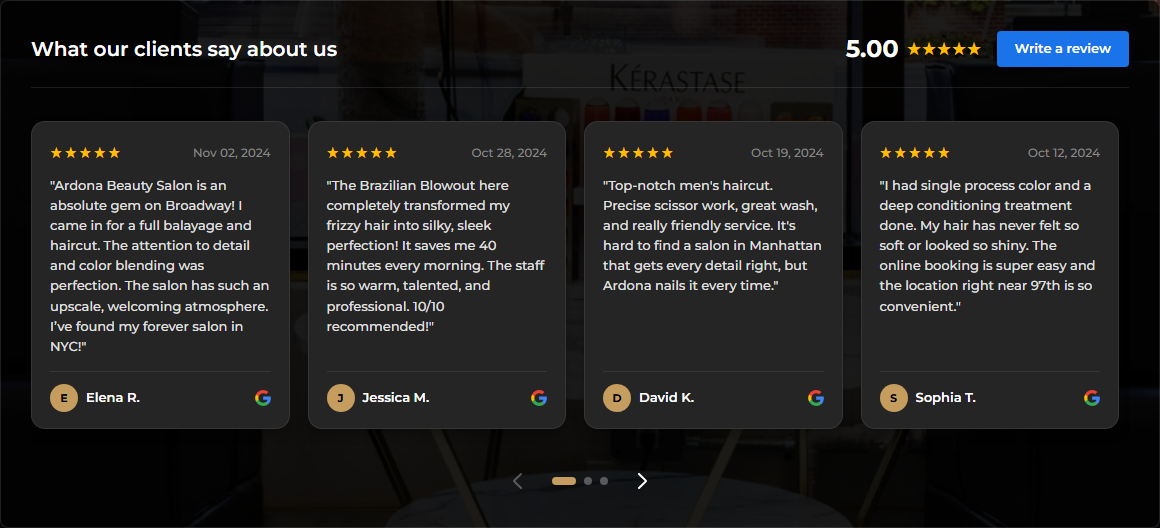 What our clients say about us
5.00 ★★★★★ Write a review
KÉRASTASE
★★★★★ Nov 02, 2024
"Ardona Beauty Salon is an
absolute gem on Broadway! I
came in for a full balayage and
haircut. The attention to detail
and color blending was
perfection. The salon has such an
upscale, welcoming atmosphere.
I've found my forever salon in
NYC!"
E Elena R.
★★★★★ Oct 28, 2024
"The Brazilian Blowout here
completely transformed my
frizzy hair into silky, sleek
perfection! It saves me 40
minutes every morning. The staff
is so warm, talented, and
professional. 10/10
recommended!"
J Jessica M.
★★★★★ Oct 19, 2024
"Top-notch men's haircut.
Precise scissor work, great wash,
and really friendly service. It's
hard to find a salon in Manhattan
that gets every detail right, but
Ardona nails it every time."
D David K.
★★★★★ Oct 12, 2024
"I had single process color and a
deep conditioning treatment
done. My hair has never felt so
soft or looked so shiny. The
online booking is super easy and
the location right near 97th is so
convenient."
S Sophia T.